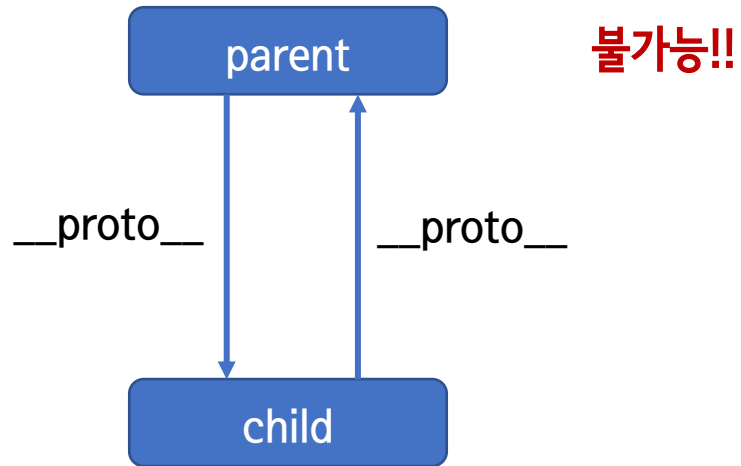 parent
불가능!!
__proto__
__proto__
child